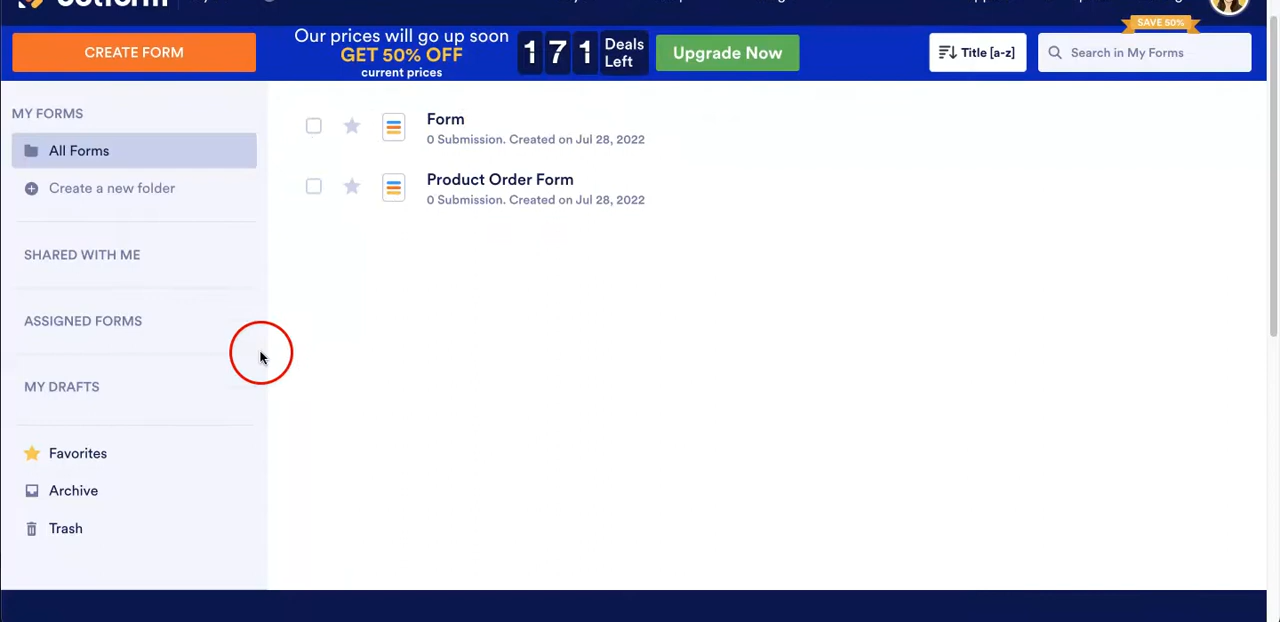 CREATE FORM
Our prices will go up soon
GET 50% OFF
current prices
1 7 1
Deals
Left
Upgrade Now
Title [a-z]
SAVE 50%
Search in My Forms
MY FORMS
All Forms
Create a new folder
SHARED WITH ME
ASSIGNED FORMS
MY DRAFTS
Favorites
Archive
Trash
Form
0 Submission. Created on Jul 28, 2022
Product Order Form
0 Submission. Created on Jul 28, 2022